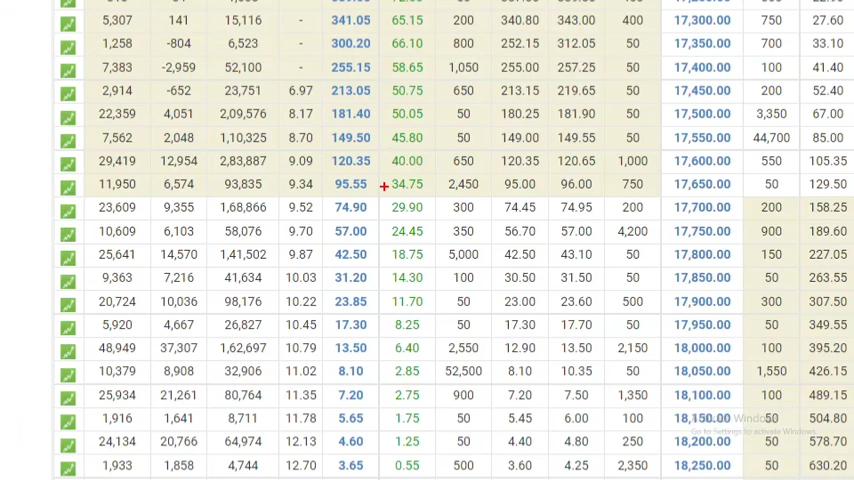 5,307 141 15,116 - 341.05 65.15 200 340.80 343.00 400 17,300.00 750 27.60
1,258 -804 6,523 - 300.20 66.10 800 252.15 312.05 50 17,350.00 700 33.10
7,383 -2,959 52,100 - 255.15 58.65 1,050 255.00 257.25 50 17,400.00 100 41.40
2,914 -652 23,751 6.97 213.05 50.75 650 213.15 219.65 50 17,450.00 200 52.40
22,359 4,051 2,09,576 8.17 181.40 50.05 50 180.25 181.90 50 17,500.00 3,350 67.00
7,562 2,048 1,10,325 8.70 149.50 45.80 50 149.00 149.55 50 17,550.00 44,700 85.00
29,419 12,954 2,83,887 9.09 120.35 40.00 650 120.35 120.65 1,000 17,600.00 550 105.35
11,950 6,574 93,835 9.34 95.55 34.75 2,450 95.00 96.00 750 17,650.00 50 129.50
23,609 9,355 1,68,866 9.52 74.90 29.90 300 74.45 74.95 200 17,700.00 200 158.25
10,609 6,103 58,076 9.70 57.00 24.45 350 56.70 57.00 4,200 17,750.00 900 189.60
25,641 14,570 1,41,502 9.87 42.50 18.75 5,000 42.50 43.10 50 17,800.00 150 227.05
9,363 7,216 41,634 10.03 31.20 14.30 100 30.50 31.50 50 17,850.00 50 263.55
20,724 10,036 98,176 10.22 23.85 11.70 50 23.00 23.60 500 17,900.00 300 307.50
5,920 4,667 26,827 10.45 17.30 8.25 50 17.30 17.70 50 17,950.00 50 349.55
48,949 37,307 1,62,697 10.79 13.50 6.40 2,550 12.90 13.50 2,150 18,000.00 100 395.20
10,379 8,908 32,906 11.02 8.10 2.85 52,500 8.10 10.35 50 18,050.00 1,550 426.15
25,934 21,261 80,764 11.35 7.20 2.75 900 7.20 7.50 1,350 18,100.00 100 489.15
1,916 1,641 8,711 11.78 5.65 1.75 50 5.45 6.00 100 18,150.00 50 504.80
Go to Settings to activate Windows.
24,134 20,766 64,974 12.13 4.60 1.25 50 4.40 4.80 250 18,200.00 50 578.70
1,933 1,858 4,744 12.70 3.65 0.55 500 3.60 4.25 2,350 18,250.00 50 630.20